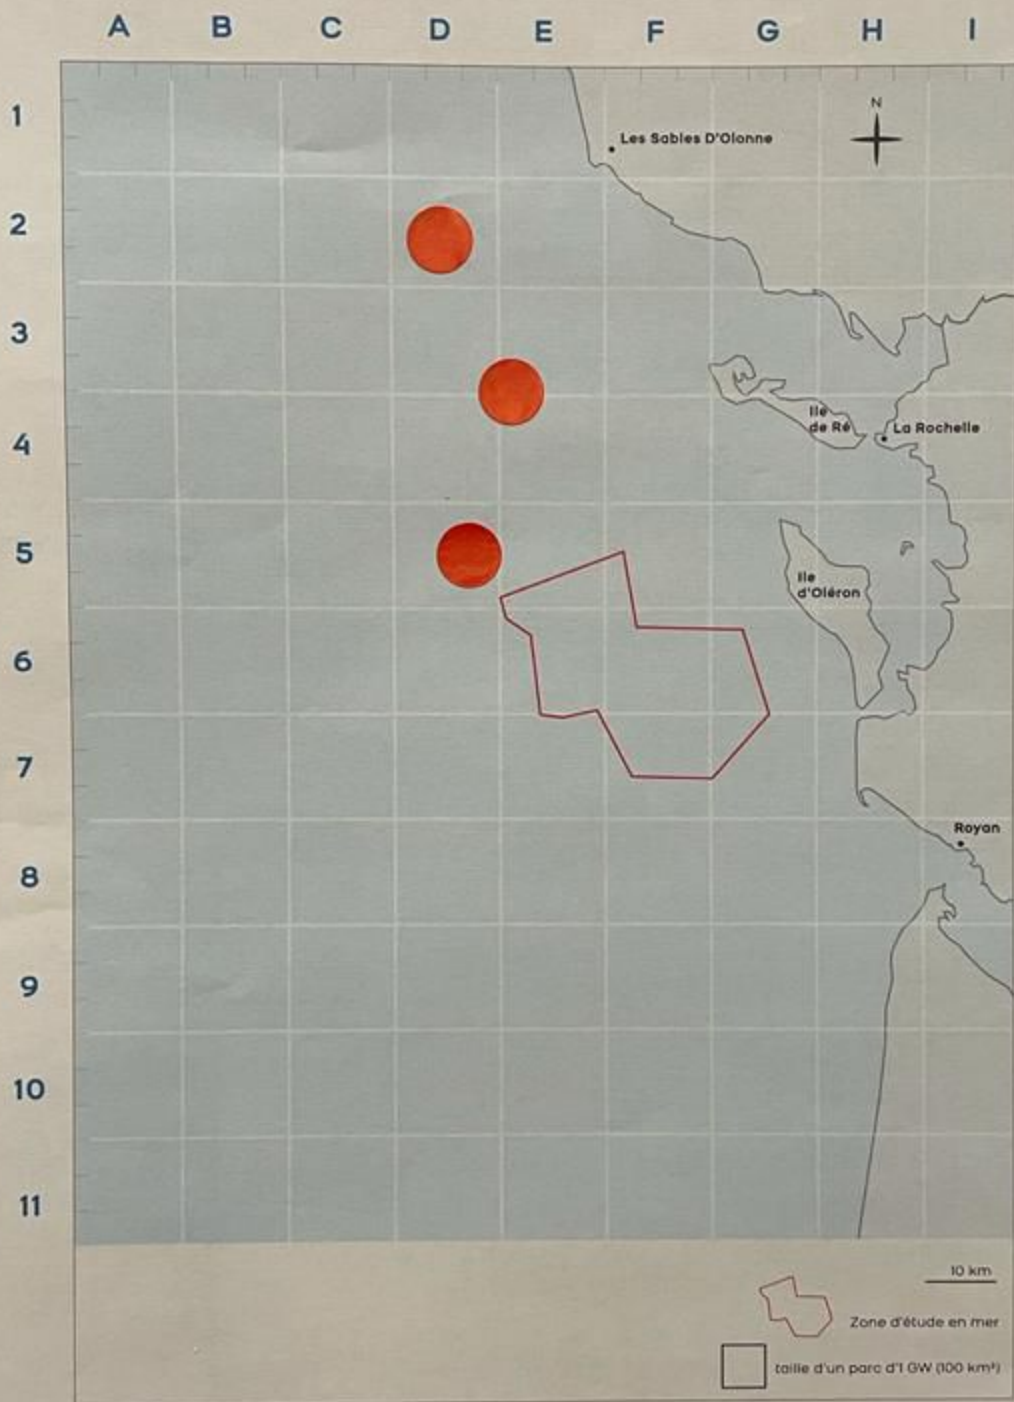 A B C D E F G H I
1
N
Les Sables D'Olonne
2
3
Ile
de Ré
La Rochelle
4
5
Ile
d'Oléron
6
7
Royan
8
9
10
11
10 km
Zone d'étude en mer
taille d'un parc d'1 GW (100 km²)